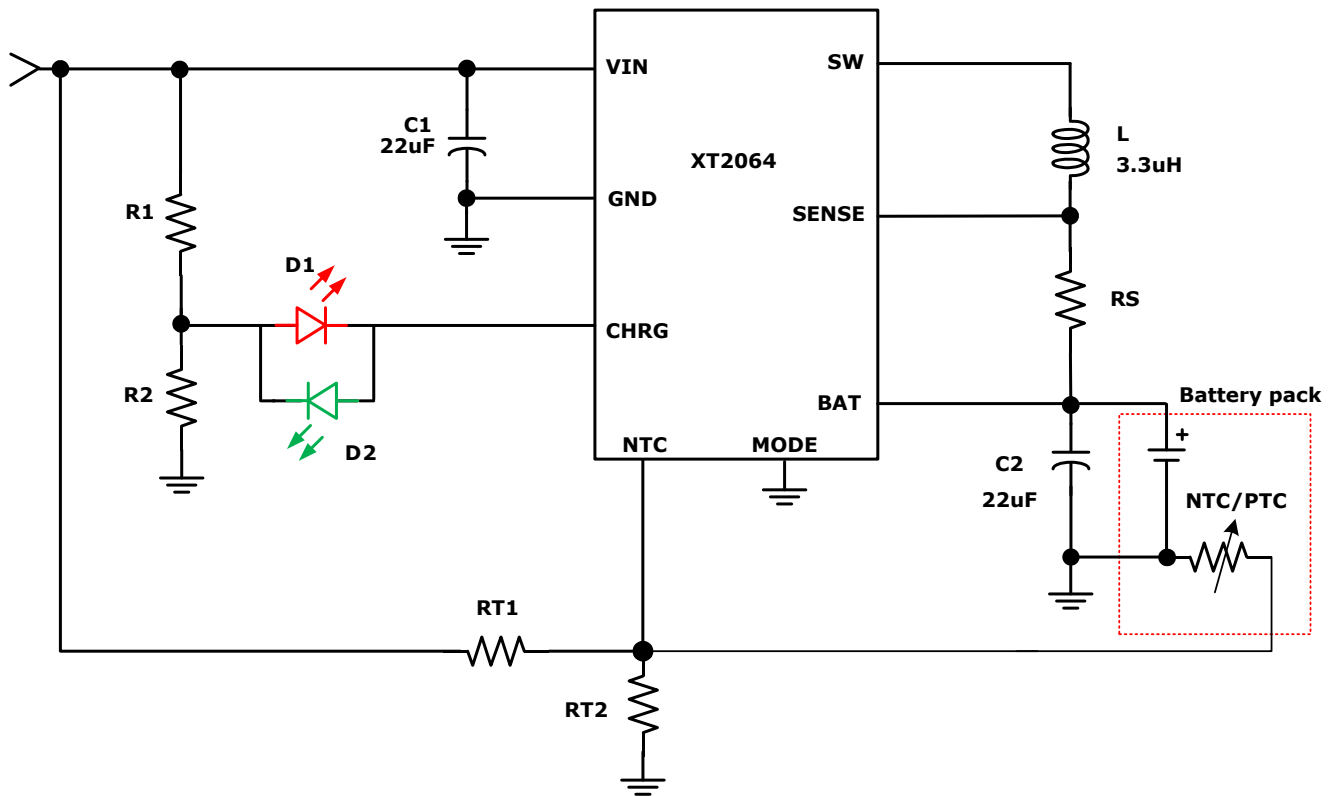 VIN
SW
C1
22uF
XT2064
L
3.3uH
R1
GND
SENSE
D1
RS
CHRG
R2
BAT
Battery pack
+
D2
NTC
MODE
C2
22uF
NTC/PTC
RT1
RT2